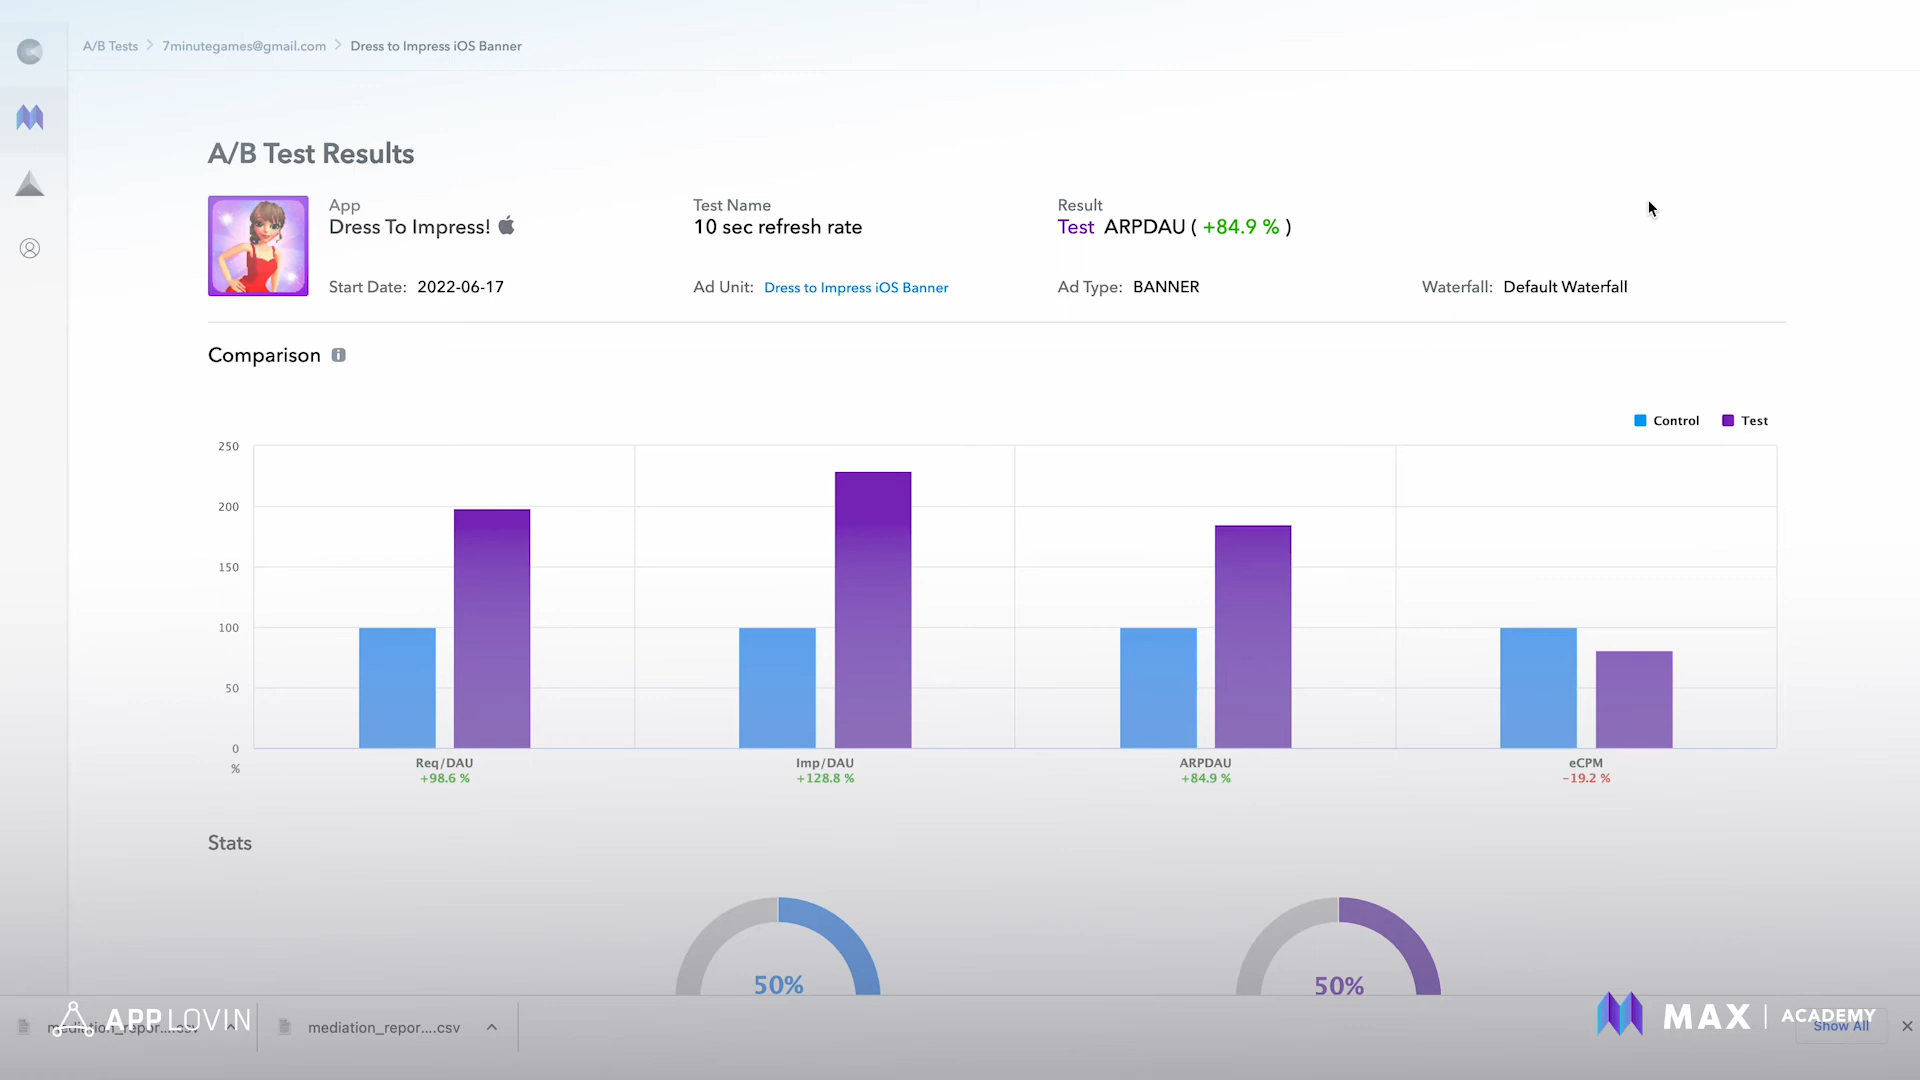 A/B Tests > 7minutegames@gmail.com > Dress to Impress iOS Banner
A/B Test Results
App
Dress To Impress!
Test Name
10 sec refresh rate
Result
Test ARPDAU ( +84.9 % )
Start Date: 2022-06-17
Ad Unit: Dress to Impress iOS Banner
Ad Type: BANNER
Waterfall: Default Waterfall
Comparison
Control
Test
250
200
150
100
50
0
%
Req/DAU
+98.6 %
Imp/DAU
+128.8 %
ARPDAU
+84.9 %
eCPM
-19.2 %
Stats
50%
50%
mediation_repor....csv
APPLOVIN
mediation_repor....csv
MAX | ACADEMY
Show All